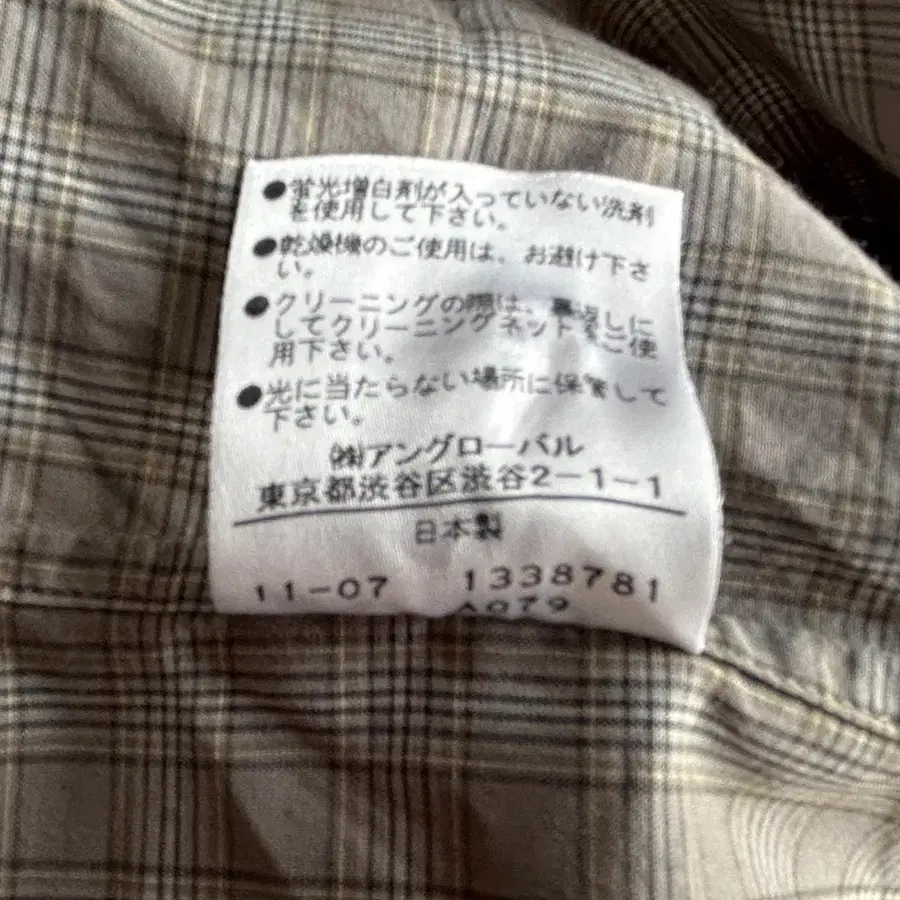 ●蛍光増白剤が入っていない洗剤
を使用して下さい。
●乾燥機のご使用は、お避け下さ
い。
●クリーニングの際は、裏返しに
してクリーニングネットをご使
用下さい。
●光に当たらない場所に保管して
下さい。
㈱アングローバル
東京都渋谷区渋谷2-1-1
日本製
11-07 1338781
A079